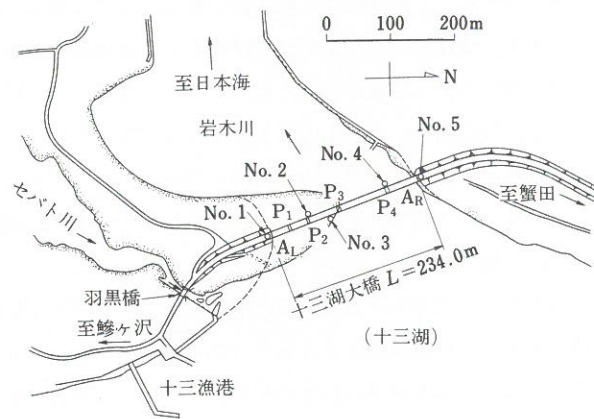 0 100 200m
N
至日本海
岩木川
No.5
No.4
No.2
P3
セバト川
No.1
P1
P4
AR
至蟹田
AL
P2
No.3
十三湖大橋 L=234.0m
羽黒橋
至鰺ヶ沢
(十三湖)
十三漁港